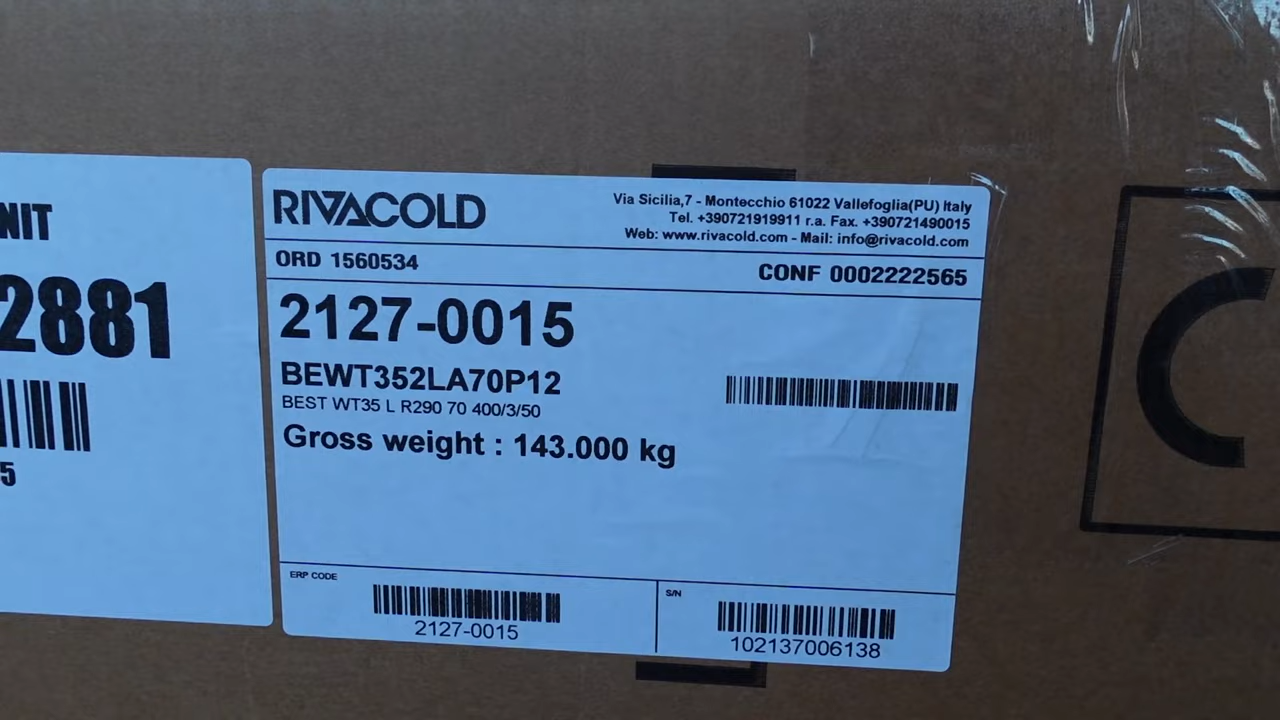 NIT
2881
5
RIVACOLD
Via Sicilia,7 - Montecchio 61022 Vallefoglia(PU) Italy
Tel. +390721919911 r.a. Fax. +390721490015
Web: www.rivacold.com - Mail: info@rivacold.com
ORD 1560534
CONF 0002222565
2127-0015
BEWT352LA70P12
BEST WT35 L R290 70 400/3/50
Gross weight : 143.000 kg
ERP CODE
2127-0015
S/N
102137006138
C